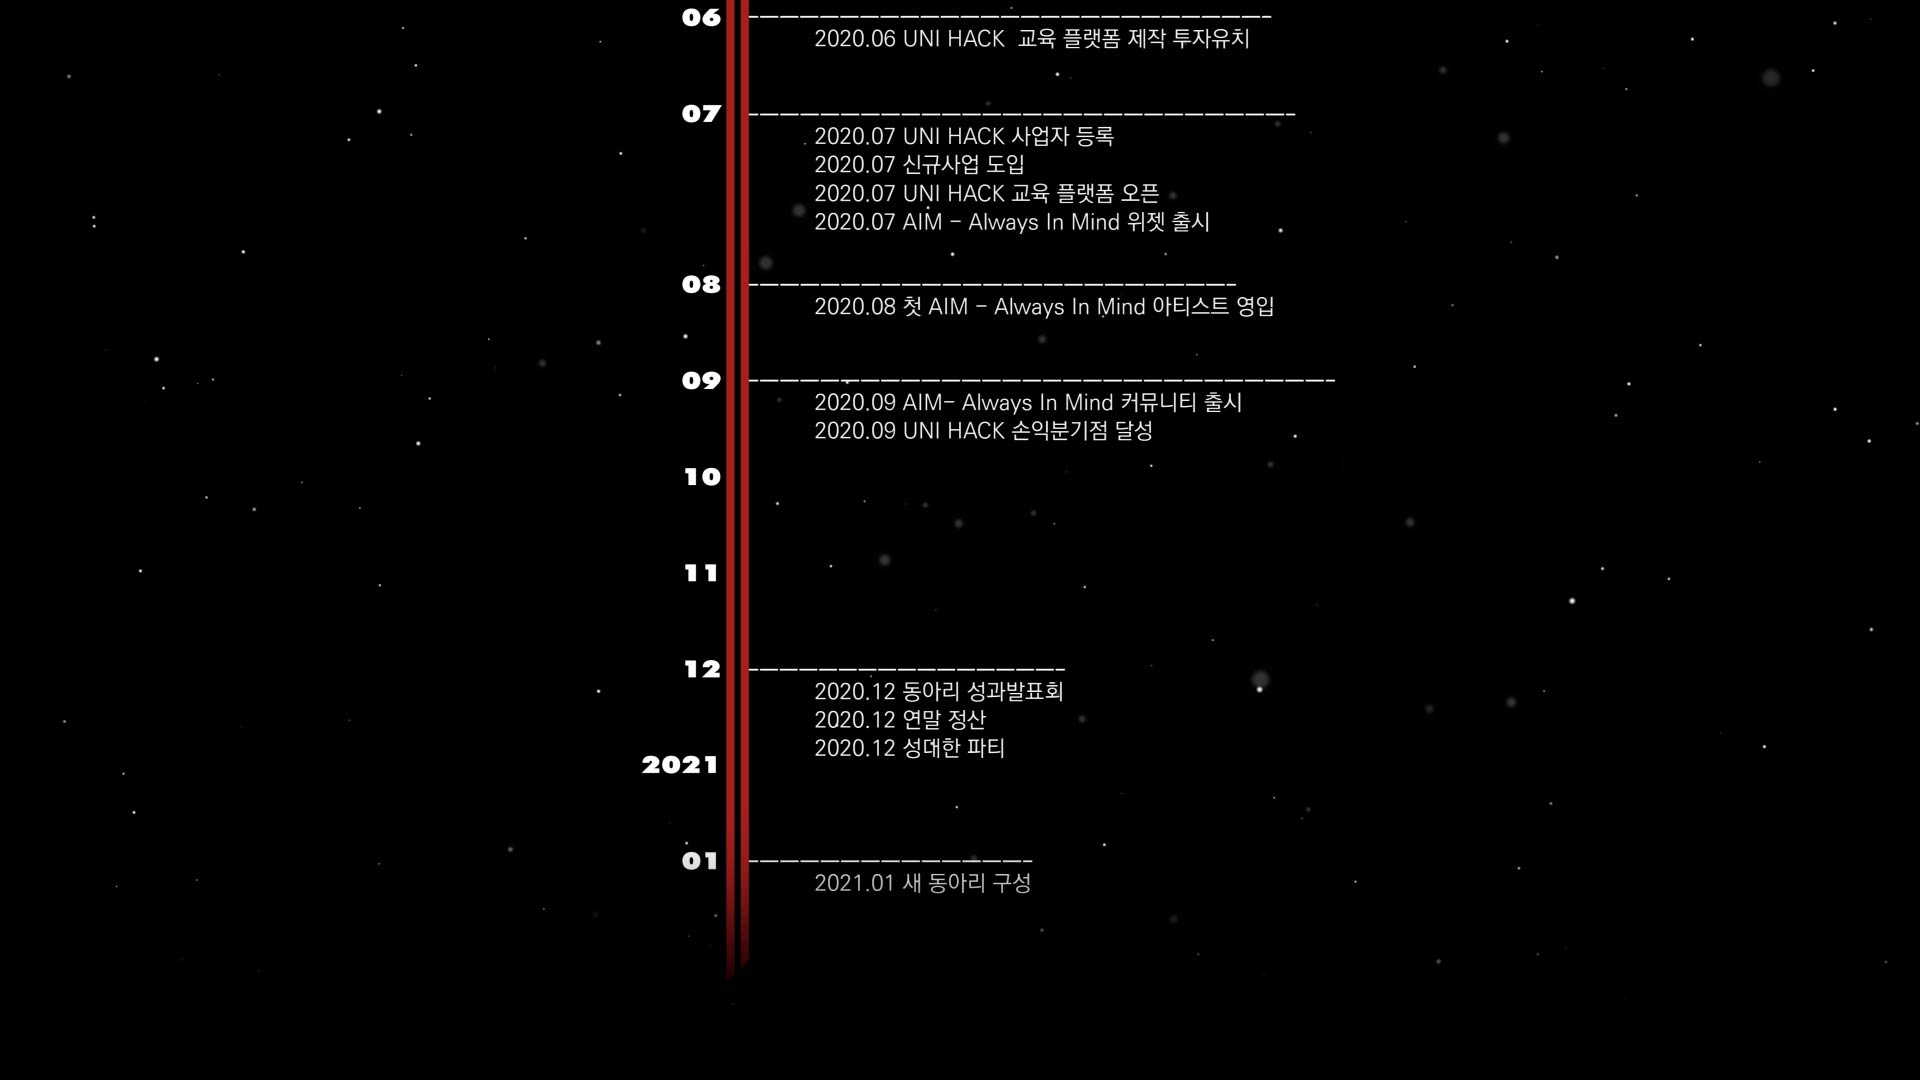 06
2020.06 UNI HACK  교육 플랫폼 제작 투자유치
07
2020.07 UNI HACK 사업자 등록
2020.07 신규사업 도입
2020.07 UNI HACK 교육 플랫폼 오픈
2020.07 AIM - Always In Mind 위젯 출시
08
2020.08 첫 AIM - Always In Mind 아티스트 영입
09
2020.09 AIM- Always In Mind 커뮤니티 출시
2020.09 UNI HACK 손익분기점 달성
10
11
12
2020.12 동아리 성과발표회
2020.12 연말 정산
2020.12 성대한 파티
2021
01
2021.01 새 동아리 구성